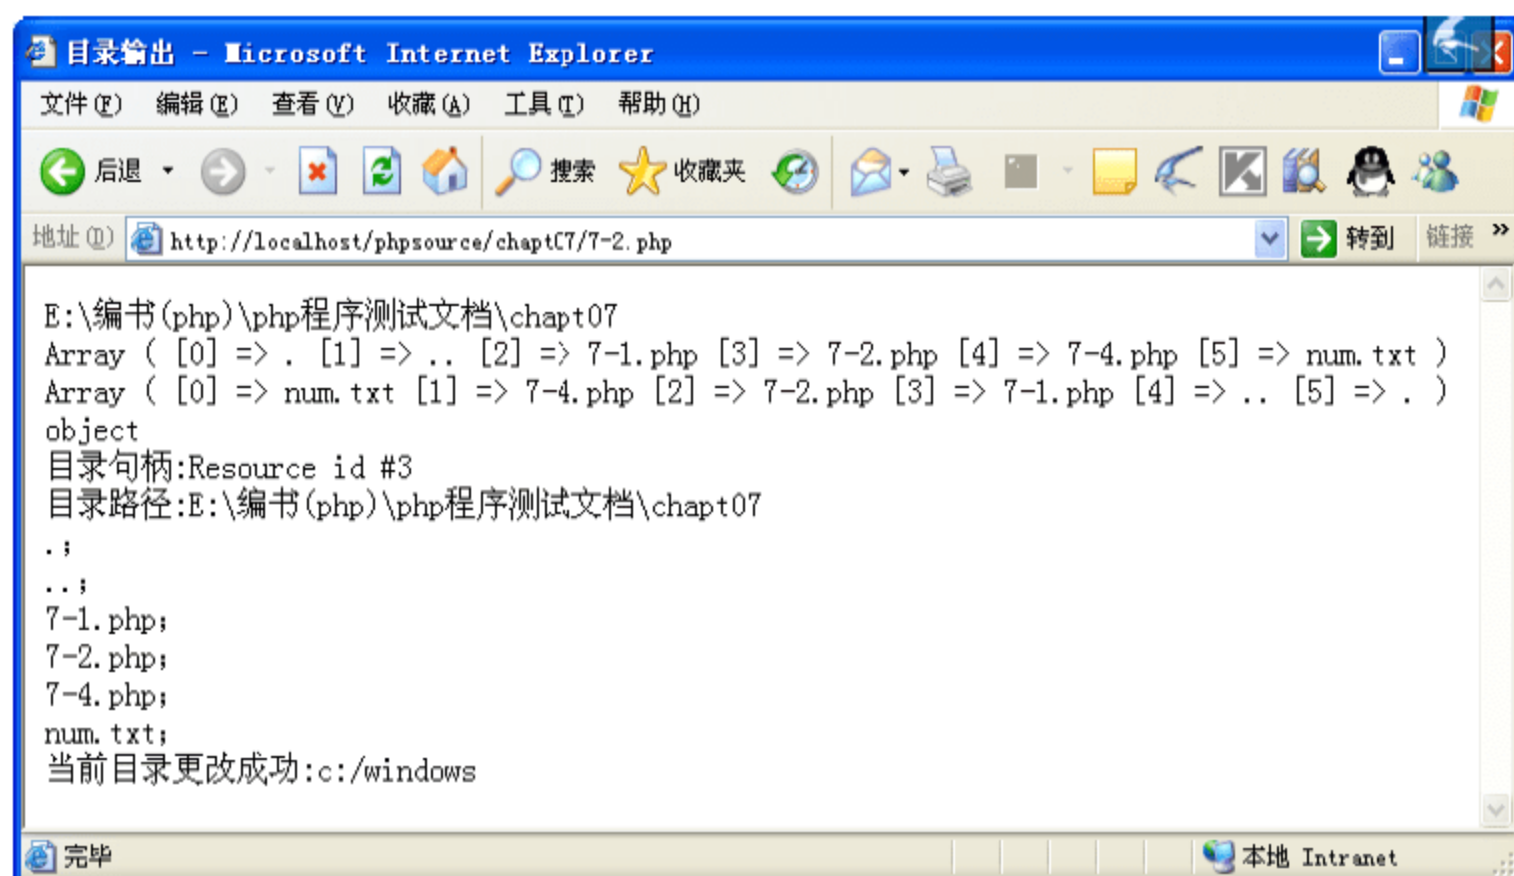 目录输出 - Microsoft Internet Explorer
文件(F) 编辑(E) 查看(V) 收藏(A) 工具(T) 帮助(H)
后退 搜索 收藏夹
地址(D) http://localhost/phpsource/chaptC7/7-2.php 转到 链接 »
E:\编书(php)\php程序测试文档\chapt07
Array ( [0] => . [1] => .. [2] => 7-1.php [3] => 7-2.php [4] => 7-4.php [5] => num.txt )
Array ( [0] => num.txt [1] => 7-4.php [2] => 7-2.php [3] => 7-1.php [4] => .. [5] => . )
object
目录句柄:Resource id #3
目录路径:E:\编书(php)\php程序测试文档\chapt07
.;
..;
7-1.php;
7-2.php;
7-4.php;
num.txt;
当前目录更改成功:c:/windows
完毕 本地 Intranet